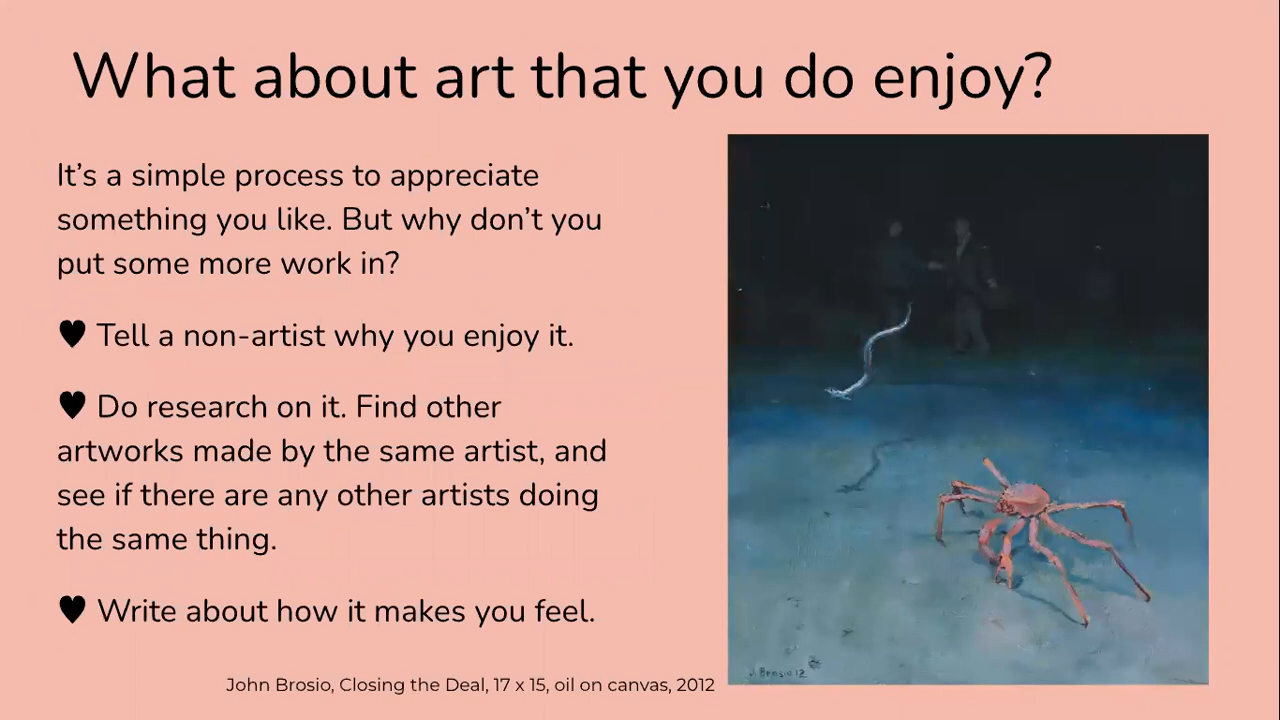 What about art that you do enjoy?
It’s a simple process to appreciate
something you like. But why don’t you
put some more work in?
♥ Tell a non-artist why you enjoy it.
♥ Do research on it. Find other
artworks made by the same artist, and
see if there are any other artists doing
the same thing.
♥ Write about how it makes you feel.
J. Brosio 12
John Brosio, Closing the Deal, 17 x 15, oil on canvas, 2012